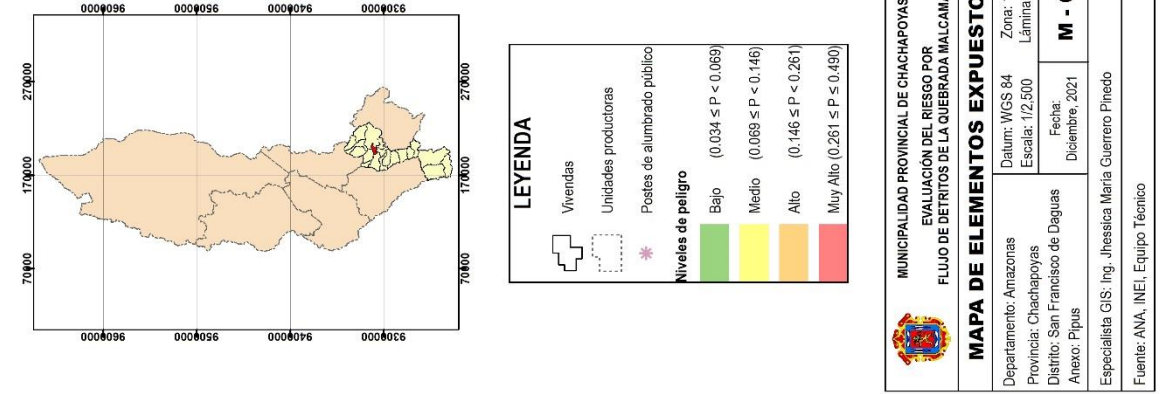 9600000 9500000 9400000 9300000
270000 270000
170000 170000
70000 70000
9600000 9500000 9400000 9300000
LEYENDA
Vivendas
Unidades productoras
Postes de alumbrado público
Niveles de peligro
Bajo (0.034 ≤ P < 0.069)
Medio (0.069 ≤ P < 0.146)
Alto (0.146 ≤ P < 0.261)
Muy Alto (0.261 ≤ P ≤ 0.490)
MUNICIPALIDAD PROVINCIAL DE CHACHAPOYAS
EVALUACIÓN DEL RIESGO POR
FLUJO DE DETRITOS DE LA QUEBRADA MALCAMA
MAPA DE ELEMENTOS EXPUESTO
Departamento: Amazonas
Provincia: Chachapoyas
Distrito: San Francisco de Daguas
Anexo: Pipus
Datum: WGS 84 Zona:
Escala: 1/2,500 Lámina
Fecha:
Diciembre, 2021
M -
Especialista GIS: Ing. Jhessica Maria Guerrero Pinedo
Fuente: ANA, INEI, Equipo Técnico